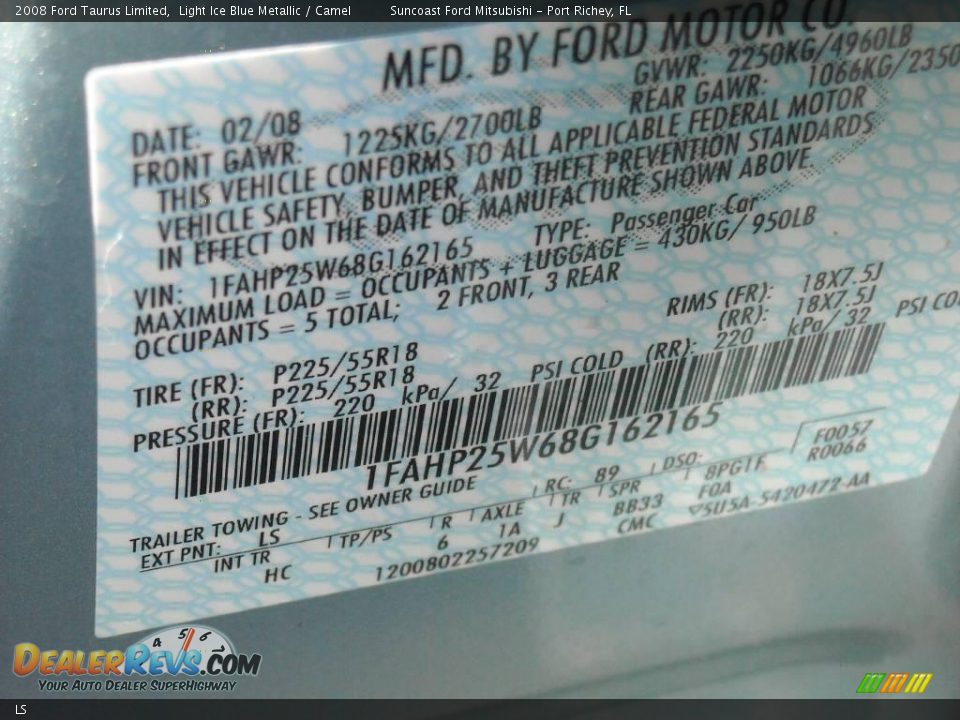 2008 Ford Taurus Limited, Light Ice Blue Metallic / Camel Suncoast Ford Mitsubishi - Port Richey, FL
MFD. BY FORD MOTOR CO.
DATE: 02/08 GVWR: 2250KG/4960LB
FRONT GAWR: 1225KG/2700LB REAR GAWR: 1066KG/2350
THIS VEHICLE CONFORMS TO ALL APPLICABLE FEDERAL MOTOR
VEHICLE SAFETY, BUMPER, AND THEFT PREVENTION STANDARDS
IN EFFECT ON THE DATE OF MANUFACTURE SHOWN ABOVE
VIN: 1FAHP25W68G162165 TYPE: Passenger Car
MAXIMUM LOAD = OCCUPANTS + LUGGAGE = 430KG/950LB
OCCUPANTS = 5 TOTAL; 2 FRONT, 3 REAR
TIRE (FR): P225/55R18 RIMS (FR): 18X7.5J
(RR): P225/55R18 (RR): 18X7.5J
PRESSURE (FR): 220 kPa/ 32 PSI COLD (RR): 220 kPa/ 32 PSI CO
1FAHP25W68G162165
TRAILER TOWING - SEE OWNER GUIDE F0057
EXT PNT: LS RC: 89 DSO: R0066
INT TR TP/PS R AXLE TR SPR 8PG1F
HC 6 1A J BB33 F0A
1200802257209 CMC 5U5A-5420472-AA
4 5 6
DealerRevs.com
Your Auto Dealer SuperHighway
LS